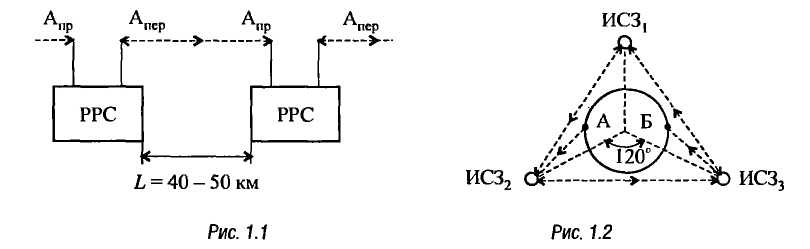 Aпр Aпер Aпр Aпер
РРС РРС
L = 40 – 50 км
Рис. 1.1
ИСЗ1
А Б
120°
ИСЗ2 ИСЗ3
Рис. 1.2